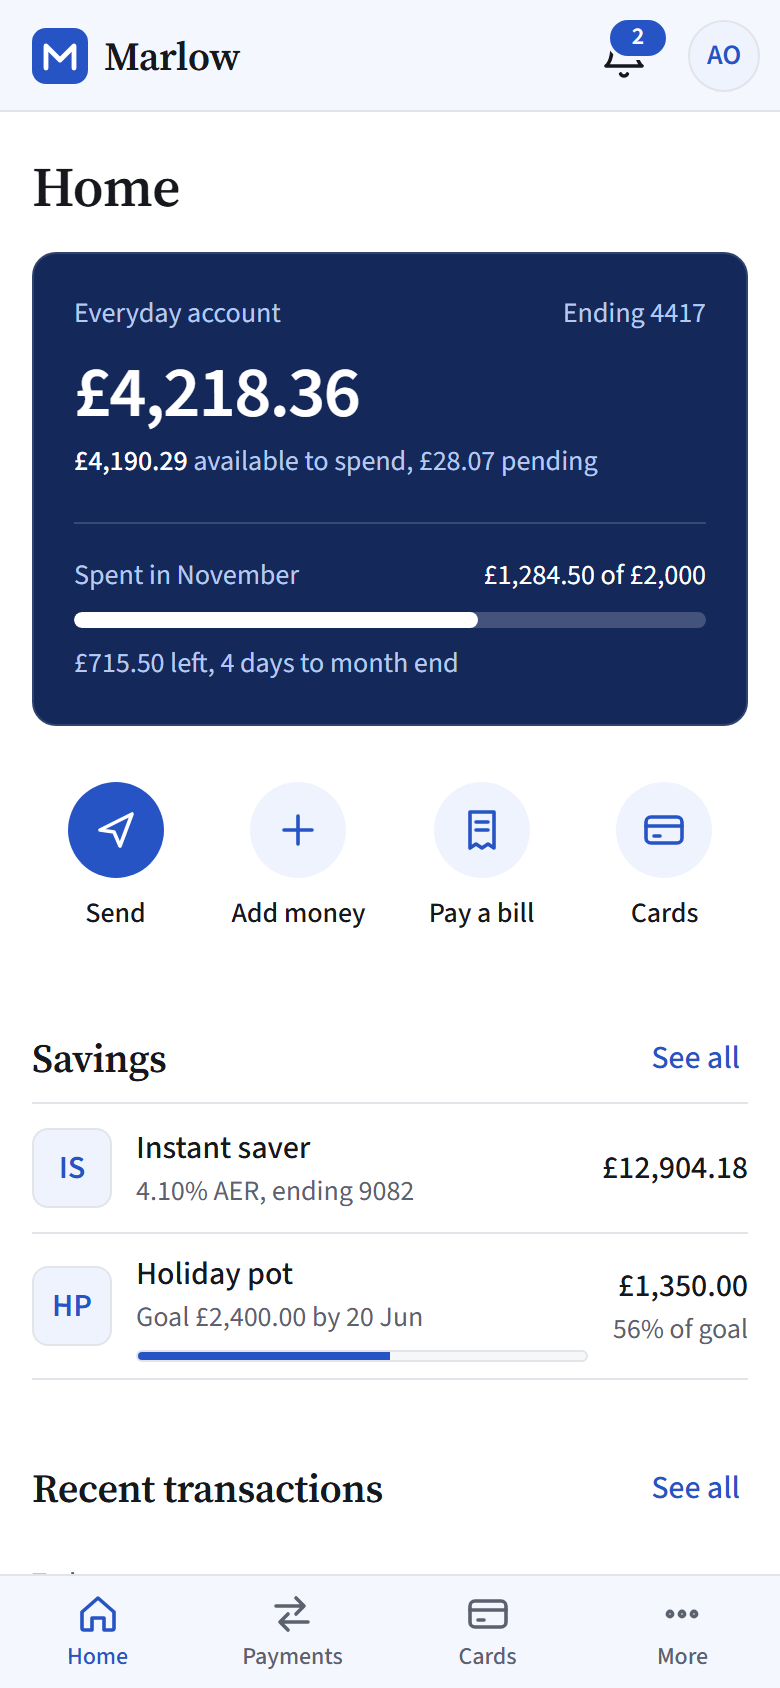 Marlow
2
AO
Home
Everyday account
Ending 4417
£4,218.36
£4,190.29 available to spend, £28.07 pending
Spent in November
£1,284.50 of £2,000
£715.50 left, 4 days to month end
Send
Add money
Pay a bill
Cards
Savings
See all
IS
Instant saver
4.10% AER, ending 9082
£12,904.18
HP
Holiday pot
Goal £2,400.00 by 20 Jun
£1,350.00
56% of goal
Recent transactions
See all
Home
Payments
Cards
More